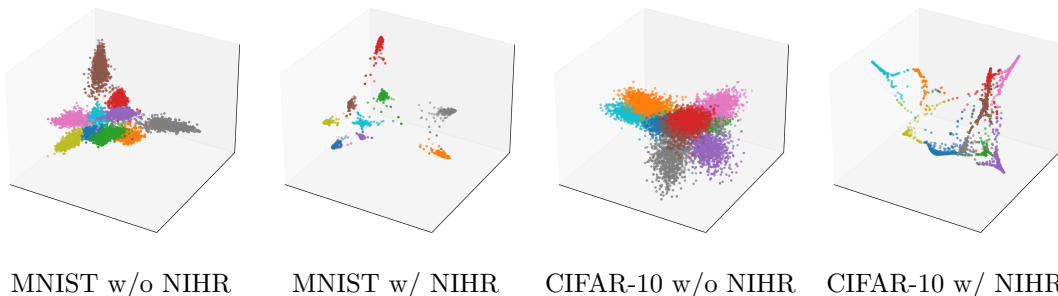 MNIST w/o NIHR
MNIST w/ NIHR
CIFAR-10 w/o NIHR
CIFAR-10 w/ NIHR